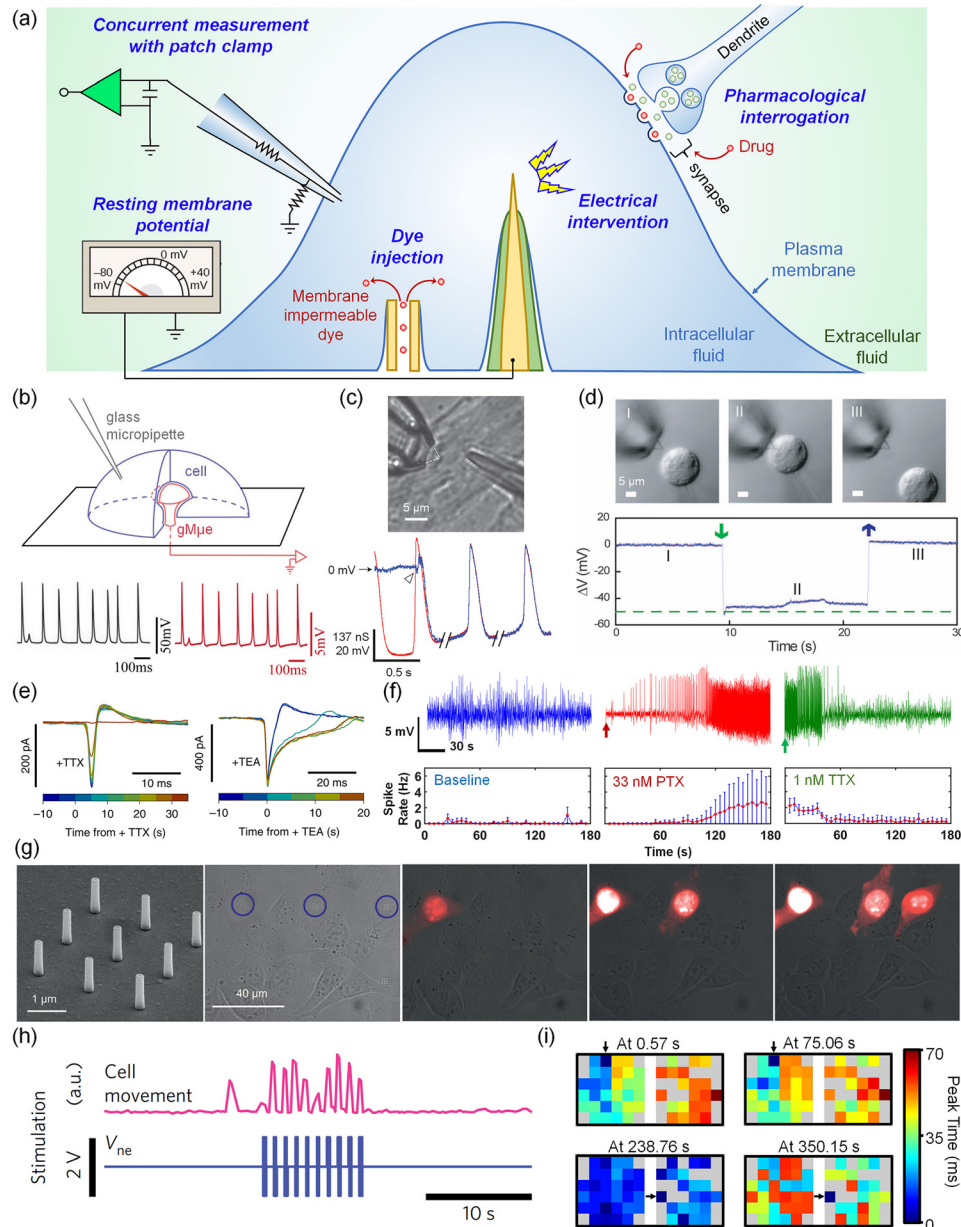 (a)
Concurrent measurement
with patch clamp
Dendrite
Pharmacological
interrogation
Drug
synapse
Resting membrane
potential
0 mV
–80
mV
+40
mV
Dye
injection
Membrane
impermeable
dye
Electrical
intervention
Plasma
membrane
Intracellular
fluid
Extracellular
fluid
(b)
glass
micropipette
cell
gMμe
50mV
100ms
5mV
100ms
(c)
5 μm
0 mV
137 nS
20 mV
0.5 s
(d)
I
II
III
5 μm
20
0
-20
-40
-60
ΔV (mV)
I
II
III
0
10
20
30
Time (s)
(e)
200 pA
+TTX
10 ms
–10
0
10
20
30
Time from + TTX (s)
400 pA
+TEA
20 ms
–10
0
10
20
Time from + TEA (s)
(f)
5 mV
30 s
Spike
Rate (Hz)
6
4
2
0
Baseline
33 nM PTX
1 nM TTX
0
60
120
180
0
60
120
180
0
60
120
180
Time (s)
(g)
1 μm
40 μm
(h)
Cell
movement
(a.u.)
Stimulation
2 V
Vne
10 s
(i)
At 0.57 s
At 75.06 s
At 238.76 s
At 350.15 s
70
35
0
Peak Time (ms)